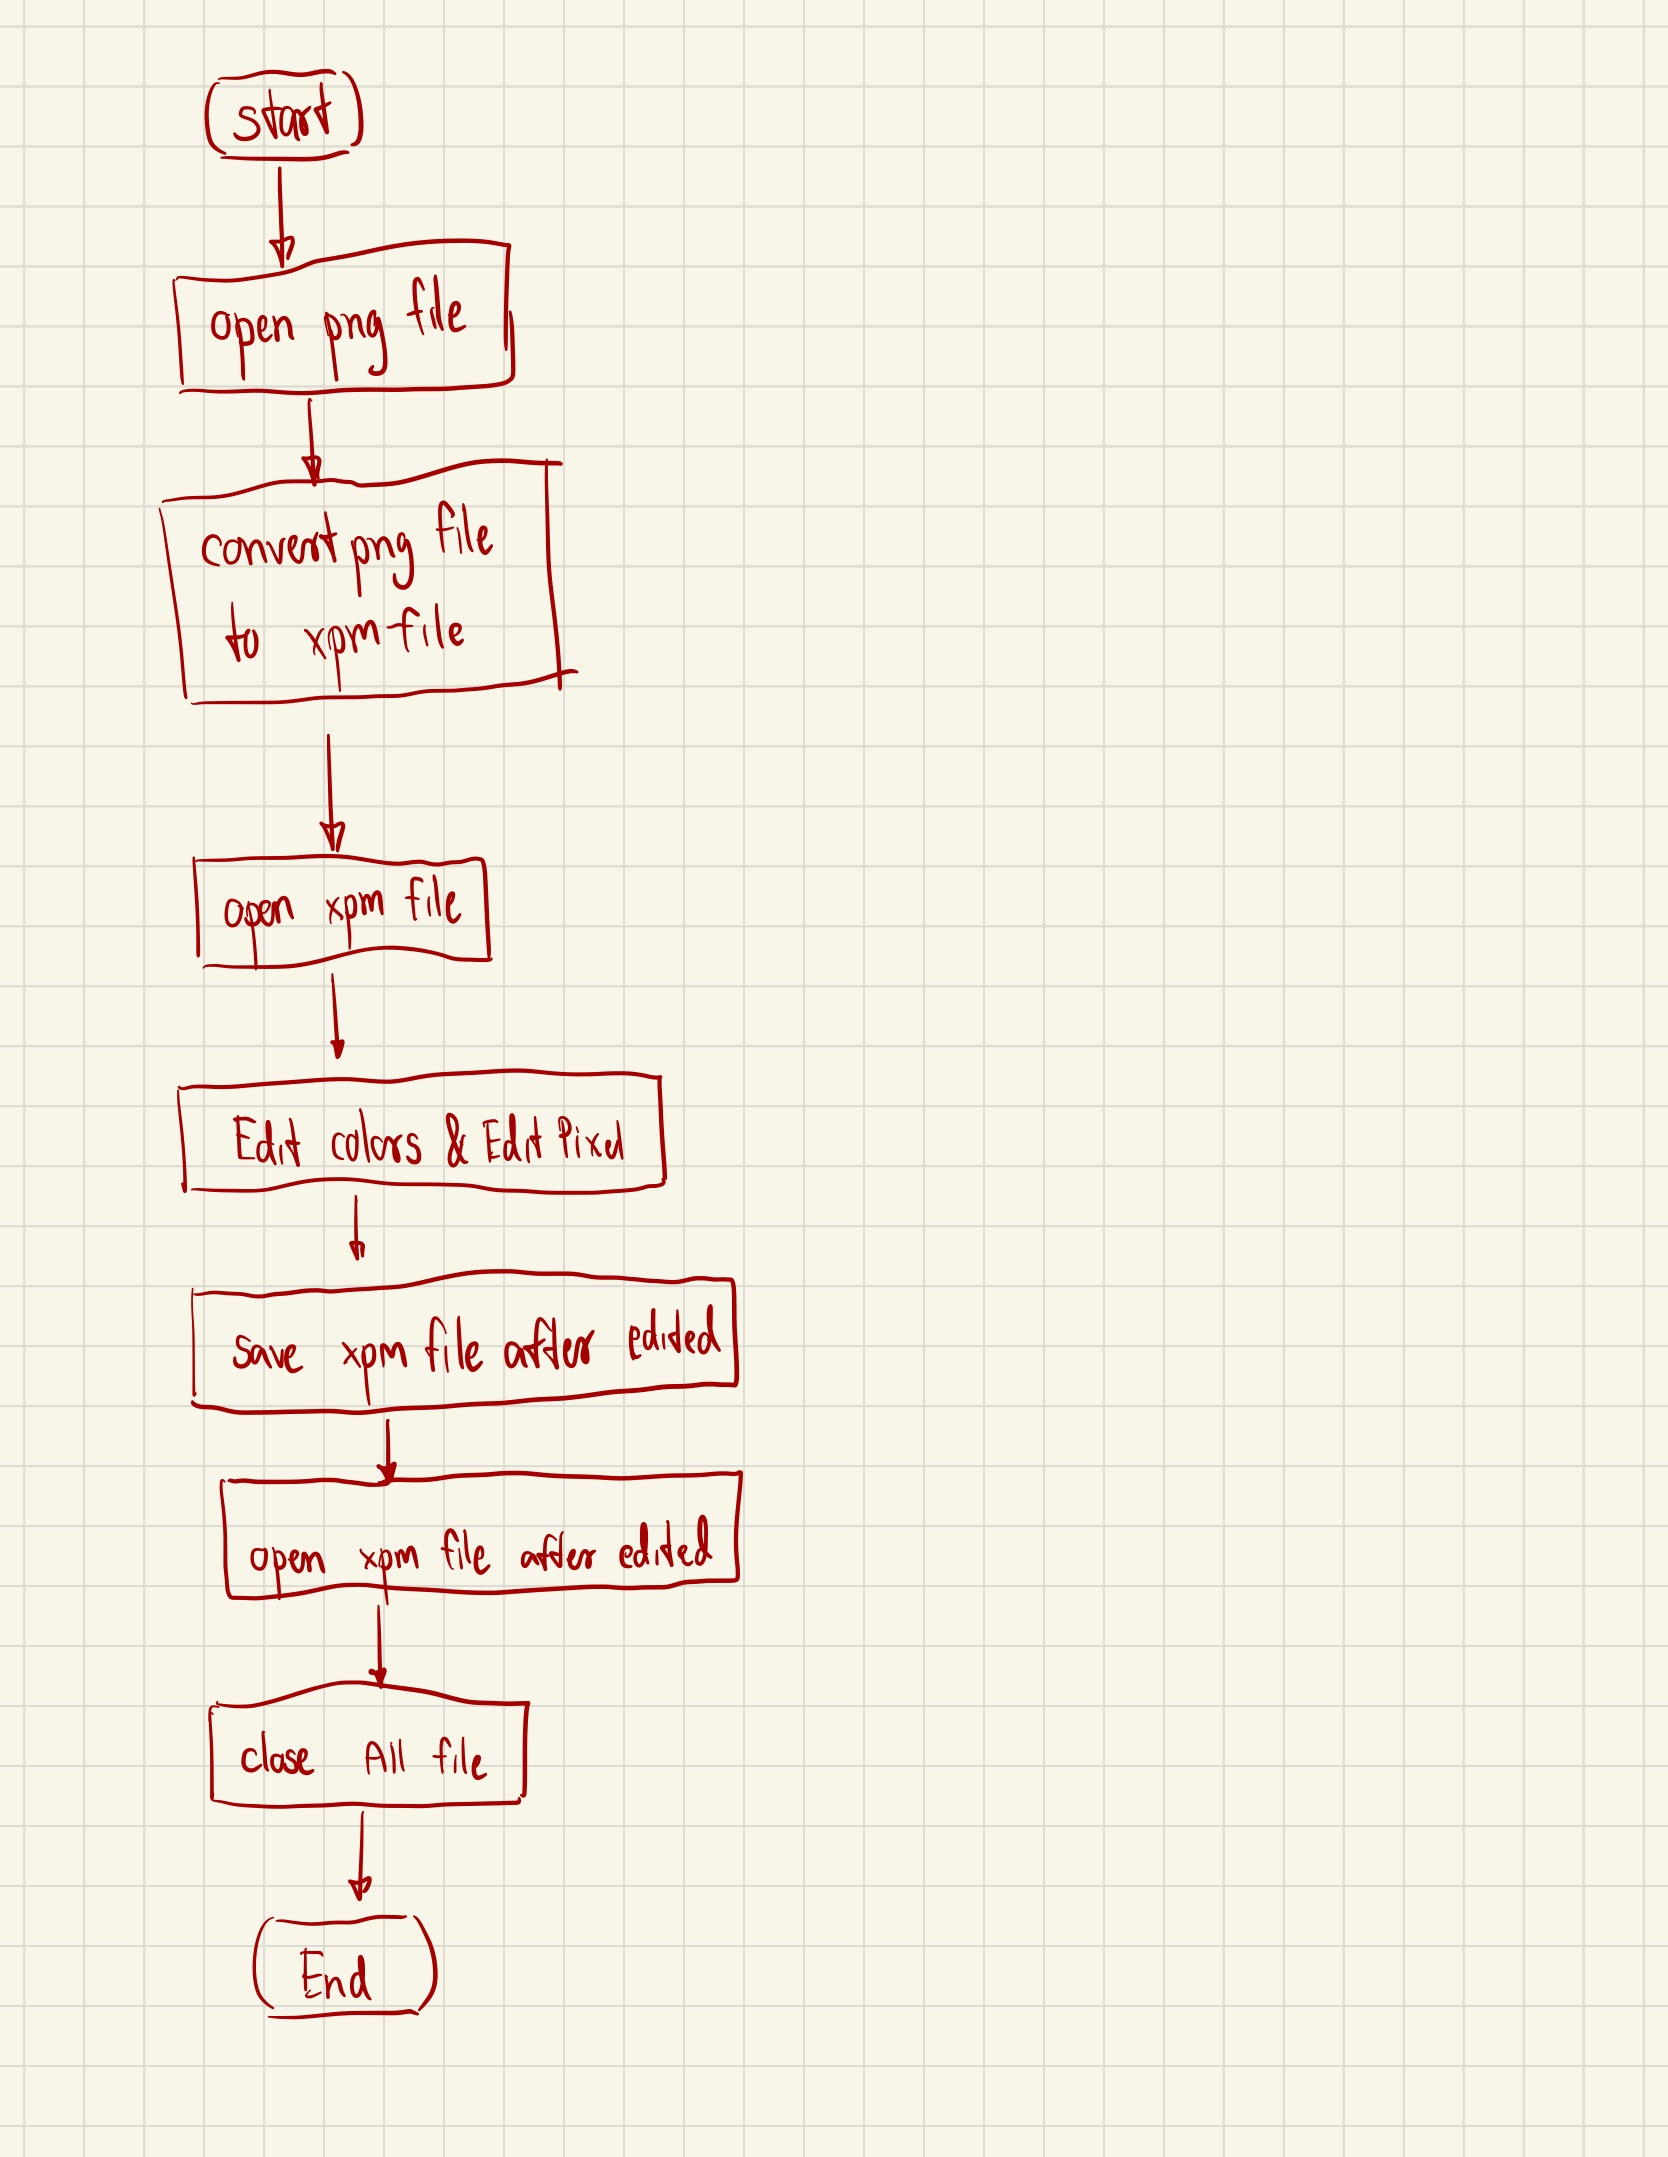 start
open png file
convert png file
to xpm file
open xpm file
Edit colors & Edit Pixel
save xpm file after edited
open xpm file after edited
close All file
End